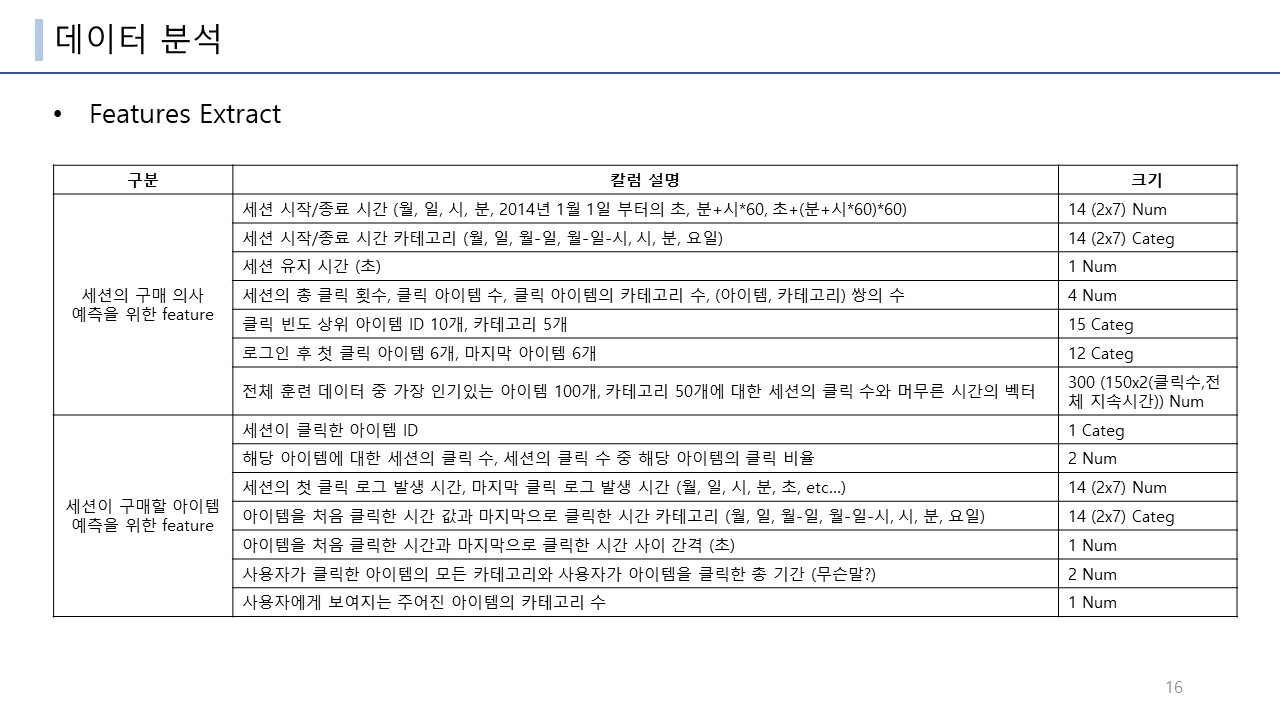 데이터 분석
• Features Extract
구분 칼럼 설명 크기
세션의 구매 의사
예측을 위한 feature
세션 시작/종료 시간 (월, 일, 시, 분, 2014년 1월 1일 부터의 초, 분+시*60, 초+(분+시*60)*60) 14 (2x7) Num
세션 시작/종료 시간 카테고리 (월, 일, 월-일, 월-일-시, 시, 분, 요일) 14 (2x7) Categ
세션 유지 시간 (초) 1 Num
세션의 총 클릭 횟수, 클릭 아이템 수, 클릭 아이템의 카테고리 수, (아이템, 카테고리) 쌍의 수 4 Num
클릭 빈도 상위 아이템 ID 10개, 카테고리 5개 15 Categ
로그인 후 첫 클릭 아이템 6개, 마지막 아이템 6개 12 Categ
전체 훈련 데이터 중 가장 인기있는 아이템 100개, 카테고리 50개에 대한 세션의 클릭 수와 머무른 시간의 벡터
300 (150x2(클릭수,전
체 지속시간)) Num
세션이 구매할 아이템
예측을 위한 feature
세션이 클릭한 아이템 ID 1 Categ
해당 아이템에 대한 세션의 클릭 수, 세션의 클릭 수 중 해당 아이템의 클릭 비율 2 Num
세션의 첫 클릭 로그 발생 시간, 마지막 클릭 로그 발생 시간 (월, 일, 시, 분, 초, etc...) 14 (2x7) Num
아이템을 처음 클릭한 시간 값과 마지막으로 클릭한 시간 카테고리 (월, 일, 월-일, 월-일-시, 시, 분, 요일) 14 (2x7) Categ
아이템을 처음 클릭한 시간과 마지막으로 클릭한 시간 사이 간격 (초) 1 Num
사용자가 클릭한 아이템의 모든 카테고리와 사용자가 아이템을 클릭한 총 기간 (무슨말?) 2 Num
사용자에게 보여지는 주어진 아이템의 카테고리 수 1 Num
16